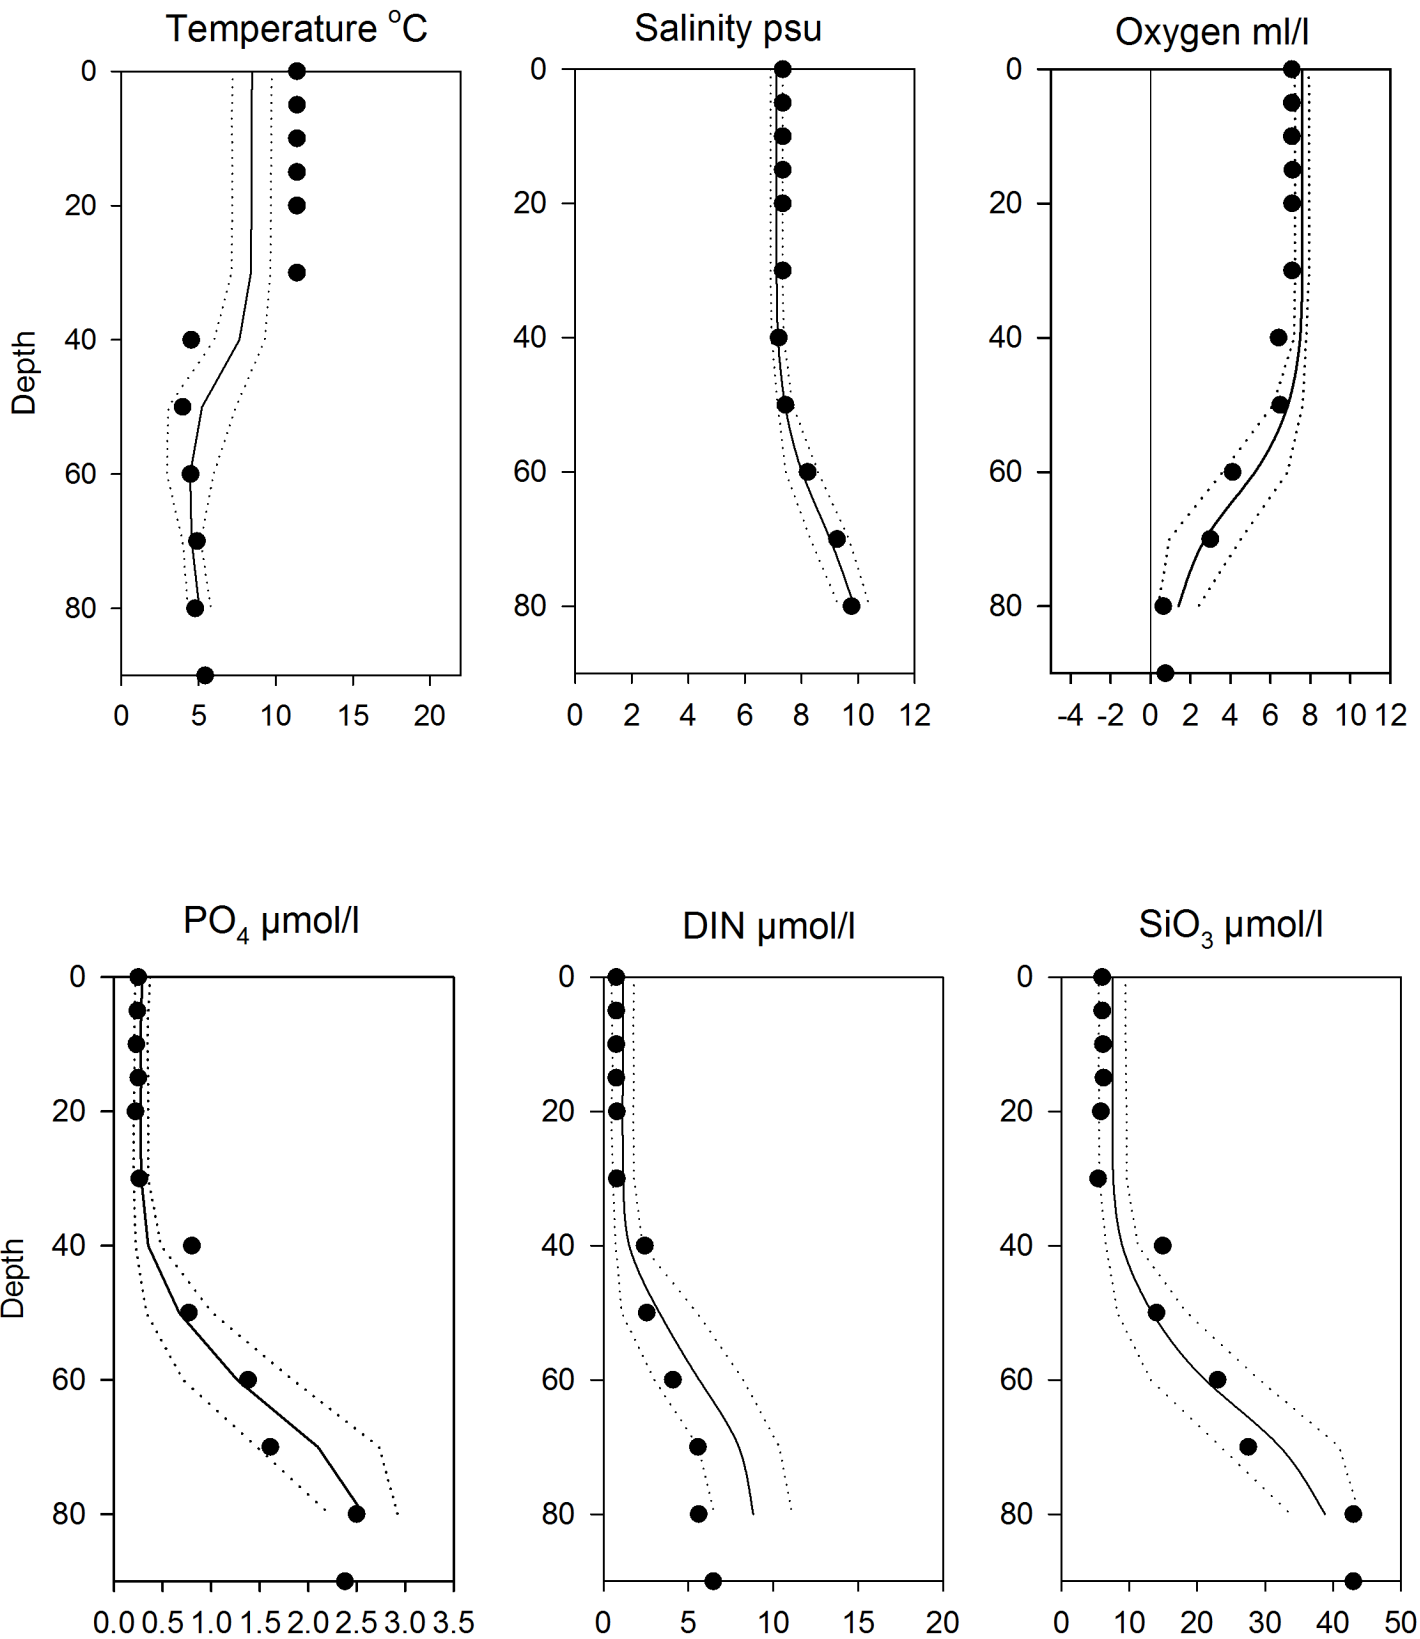 Temperature °C
Salinity psu
Oxygen ml/l
0
20
40
60
80
Depth
0 5 10 15 20
0
20
40
60
80
0 2 4 6 8 10 12
0
20
40
60
80
-4 -2 0 2 4 6 8 10 12
PO₄ µmol/l
DIN µmol/l
SiO₃ µmol/l
0
20
40
60
80
Depth
0.0 0.5 1.0 1.5 2.0 2.5 3.0 3.5
0
20
40
60
80
0 5 10 15 20
0
20
40
60
80
0 10 20 30 40 50